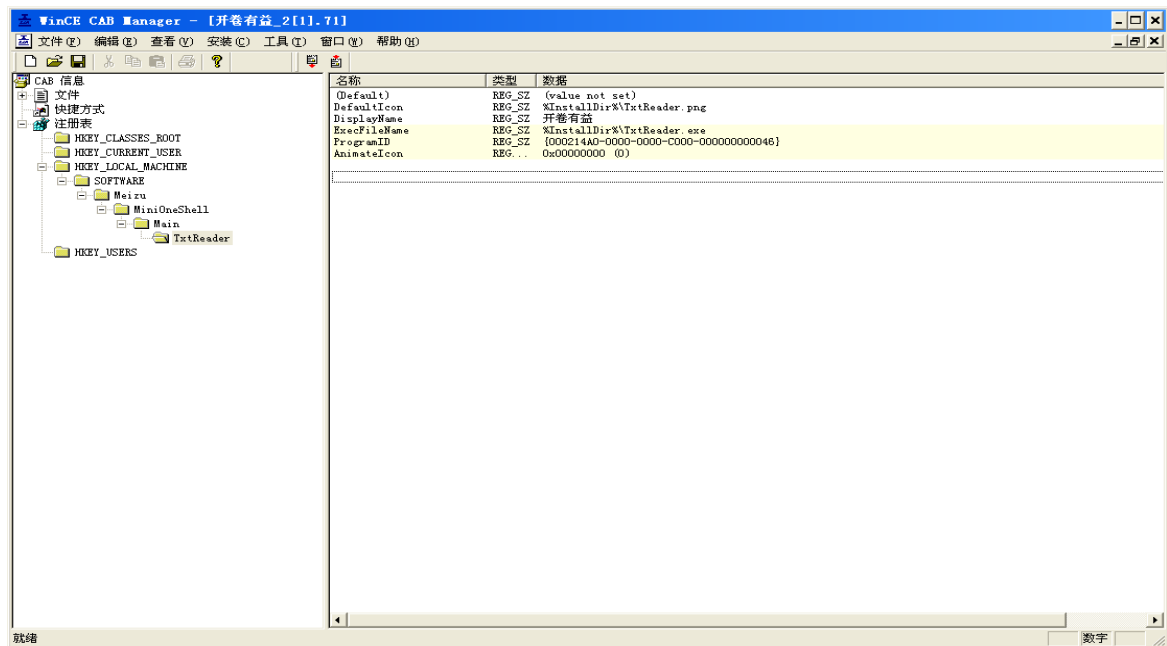 WinCE CAB Manager - [开卷有益_2[1].71]
文件(F) 编辑(E) 查看(V) 安装(C) 工具(T) 窗口(W) 帮助(H)
CAB 信息
文件
快捷方式
注册表
HKEY_CLASSES_ROOT
HKEY_CURRENT_USER
HKEY_LOCAL_MACHINE
SOFTWARE
Meizu
MiniOneShell
Main
TxtReader
HKEY_USERS
名称 类型 数据
(Default) REG_SZ (value not set)
DefaultIcon REG_SZ %InstallDir%\TxtReader.png
DisplayName REG_SZ 开卷有益
ExecFileName REG_SZ %InstallDir%\TxtReader.exe
ProgramID REG_SZ {000214A0-0000-0000-C000-000000000046}
AnimateIcon REG... 0x00000000 (0)
就绪 数字